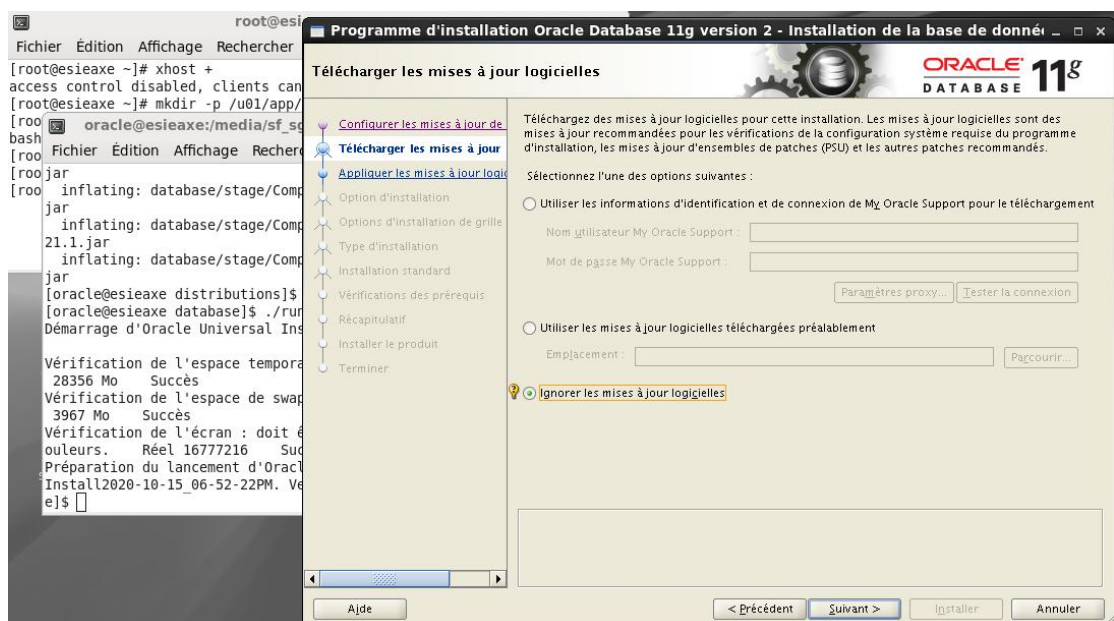 root@esi
Fichier Édition Affichage Rechercher
[root@esieaxe ~]# xhost +
access control disabled, clients can
[root@esieaxe ~]# mkdir -p /u01/app/
[roo
bash
[roo
[roo
[roo
oracle@esieaxe:/media/sf_sg
Fichier Édition Affichage Recherc
jar
inflating: database/stage/Comp
jar
inflating: database/stage/Comp
21.1.jar
inflating: database/stage/Comp
jar
[oracle@esieaxe distributions]$
[oracle@esieaxe database]$ ./run
Démarrage d'Oracle Universal Ins
Vérification de l'espace tempora
28356 Mo Succès
Vérification de l'espace de swap
3967 Mo Succès
Vérification de l'écran : doit ê
ouleurs. Réel 16777216 Suc
Préparation du lancement d'Oracl
Install2020-10-15_06-52-22PM. Ve
e]$
Programme d'installation Oracle Database 11g version 2 - Installation de la base de donné
Télécharger les mises à jour logicielles
ORACLE 11g
DATABASE
Configurer les mises à jour de
Télécharger les mises à jour
Appliquer les mises à jour logic
Option d'installation
Options d'installation de grille
Type d'installation
Installation standard
Vérifications des prérequis
Récapitulatif
Installer le produit
Terminer
Téléchargez des mises à jour logicielles pour cette installation. Les mises à jour logicielles sont des
mises à jour recommandées pour les vérifications de la configuration système requise du programme
d'installation, les mises à jour d'ensembles de patches (PSU) et les autres patches recommandés.
Sélectionnez l'une des options suivantes :
Utiliser les informations d'identification et de connexion de My Oracle Support pour le téléchargement
Nom utilisateur My Oracle Support :
Mot de passe My Oracle Support :
Paramètres proxy... Tester la connexion
Utiliser les mises à jour logicielles téléchargées préalablement
Emplacement : Parcourir...
Ignorer les mises à jour logicielles
Aide < Précédent Suivant > Installer Annuler